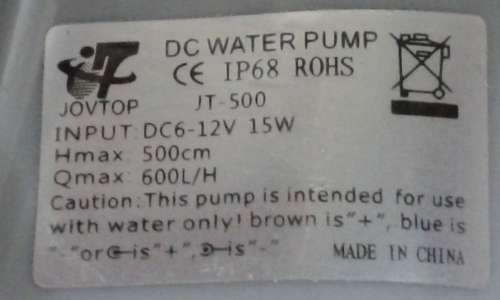 DC WATER PUMP
CE IP68 ROHS
JOVTOP JT-500
INPUT:DC6-12V 15W
Hmax: 500cm
Qmax: 600L/H
Caution:This pump is intended for use
with water only! brown is"+", blue is
"-"or is"+", is"-"
MADE IN CHINA